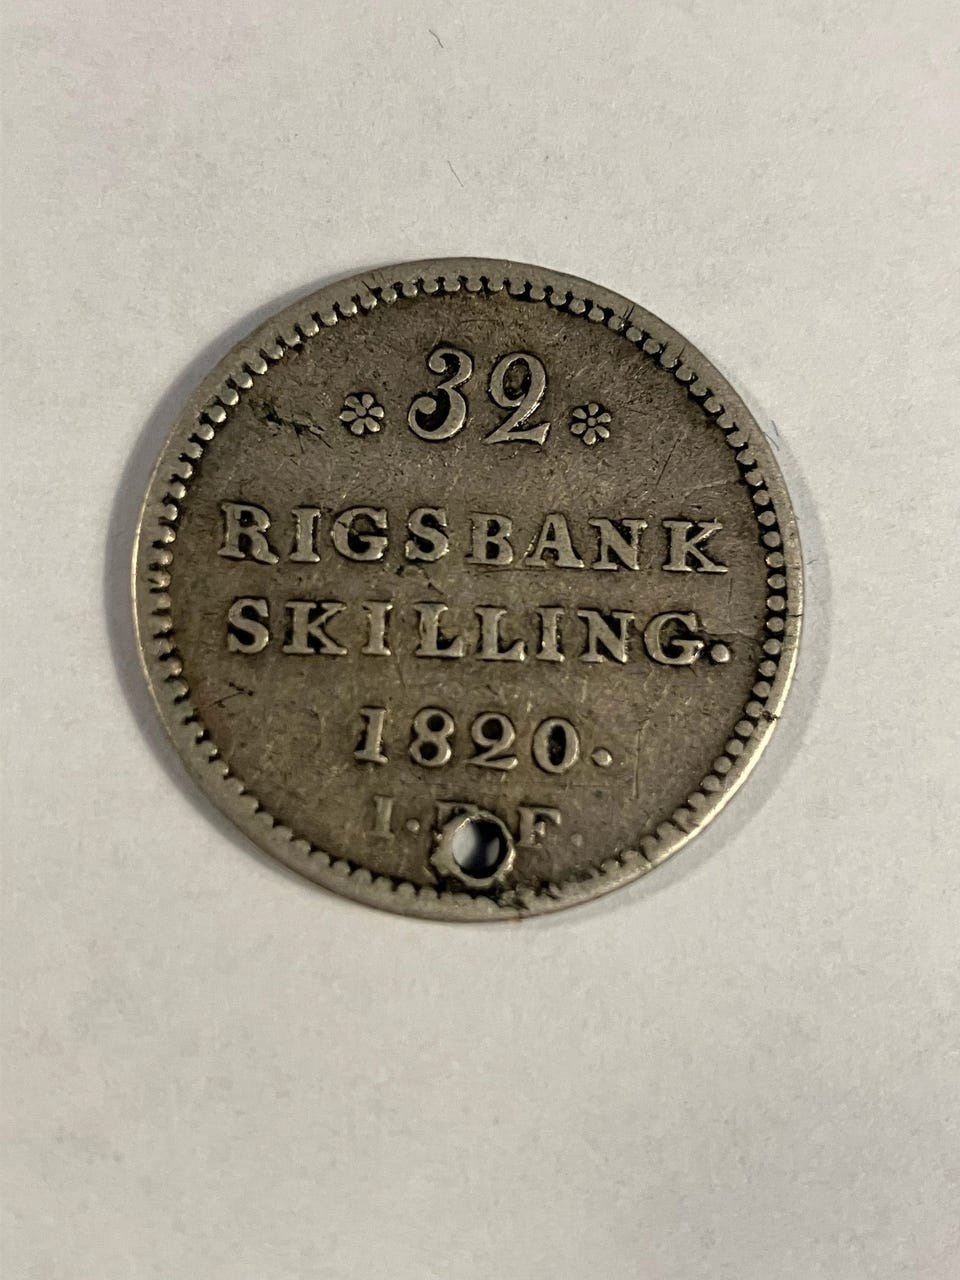 32
RIGSBANK
SKILLING.
1820.
I. F.